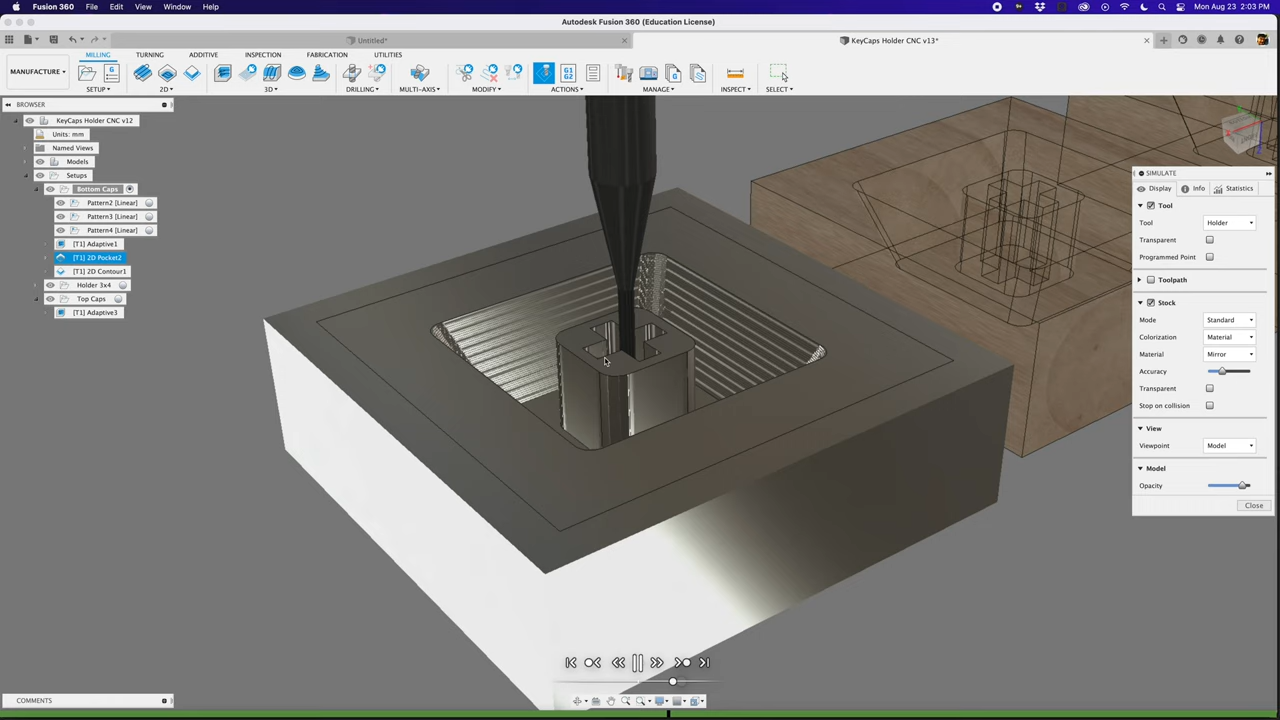 Fusion 360 File Edit View Window Help
Mon Aug 23 2:03 PM
Autodesk Fusion 360 (Education License)
Untitled*
KeyCaps Holder CNC v13*
MILLING TURNING ADDITIVE INSPECTION FABRICATION UTILITIES
MANUFACTURE
G1 G2
SETUP 2D 3D DRILLING MULTI-AXIS MODIFY ACTIONS MANAGE INSPECT SELECT
BROWSER
KeyCaps Holder CNC v12
Units: mm
Named Views
Models
Setups
Bottom Caps
Pattern2 [Linear]
Pattern3 [Linear]
Pattern4 [Linear]
[T1] Adaptive1
[T1] 2D Pocket2
[T1] 2D Contour1
Holder 3x4
Top Caps
[T1] Adaptive3
SIMULATE
Display Info Statistics
Tool
Tool Holder
Transparent
Programmed Point
Toolpath
Stock
Mode Standard
Colorization Material
Material Mirror
Accuracy
Transparent
Stop on collision
View
Viewpoint Model
Model
Opacity
Close
COMMENTS